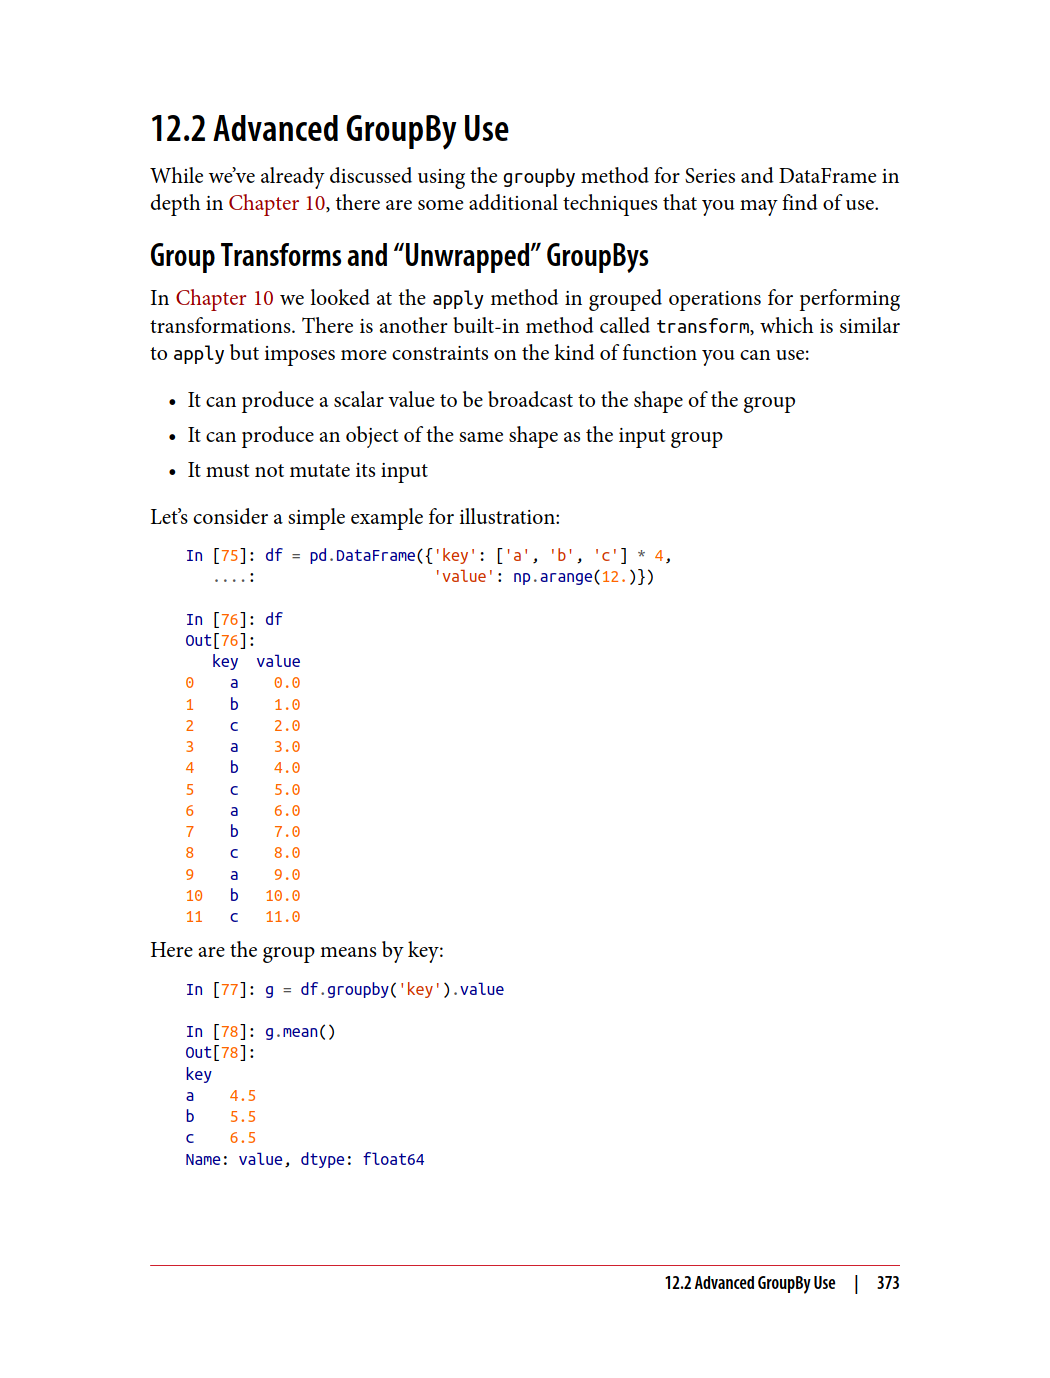 12.2 Advanced GroupBy Use
While we’ve already discussed using the groupby method for Series and DataFrame in
depth in Chapter 10, there are some additional techniques that you may find of use.
Group Transforms and “Unwrapped” GroupBys
In Chapter 10 we looked at the apply method in grouped operations for performing
transformations. There is another built-in method called transform, which is similar
to apply but imposes more constraints on the kind of function you can use:
• It can produce a scalar value to be broadcast to the shape of the group
• It can produce an object of the same shape as the input group
• It must not mutate its input
Let’s consider a simple example for illustration:
In [75]: df = pd.DataFrame({'key': ['a', 'b', 'c'] * 4,
....: 'value': np.arange(12.)})
In [76]: df
Out[76]:
key value
0 a 0.0
1 b 1.0
2 c 2.0
3 a 3.0
4 b 4.0
5 c 5.0
6 a 6.0
7 b 7.0
8 c 8.0
9 a 9.0
10 b 10.0
11 c 11.0
Here are the group means by key:
In [77]: g = df.groupby('key').value
In [78]: g.mean()
Out[78]:
key
a 4.5
b 5.5
c 6.5
Name: value, dtype: float64
12.2 Advanced GroupBy Use | 373